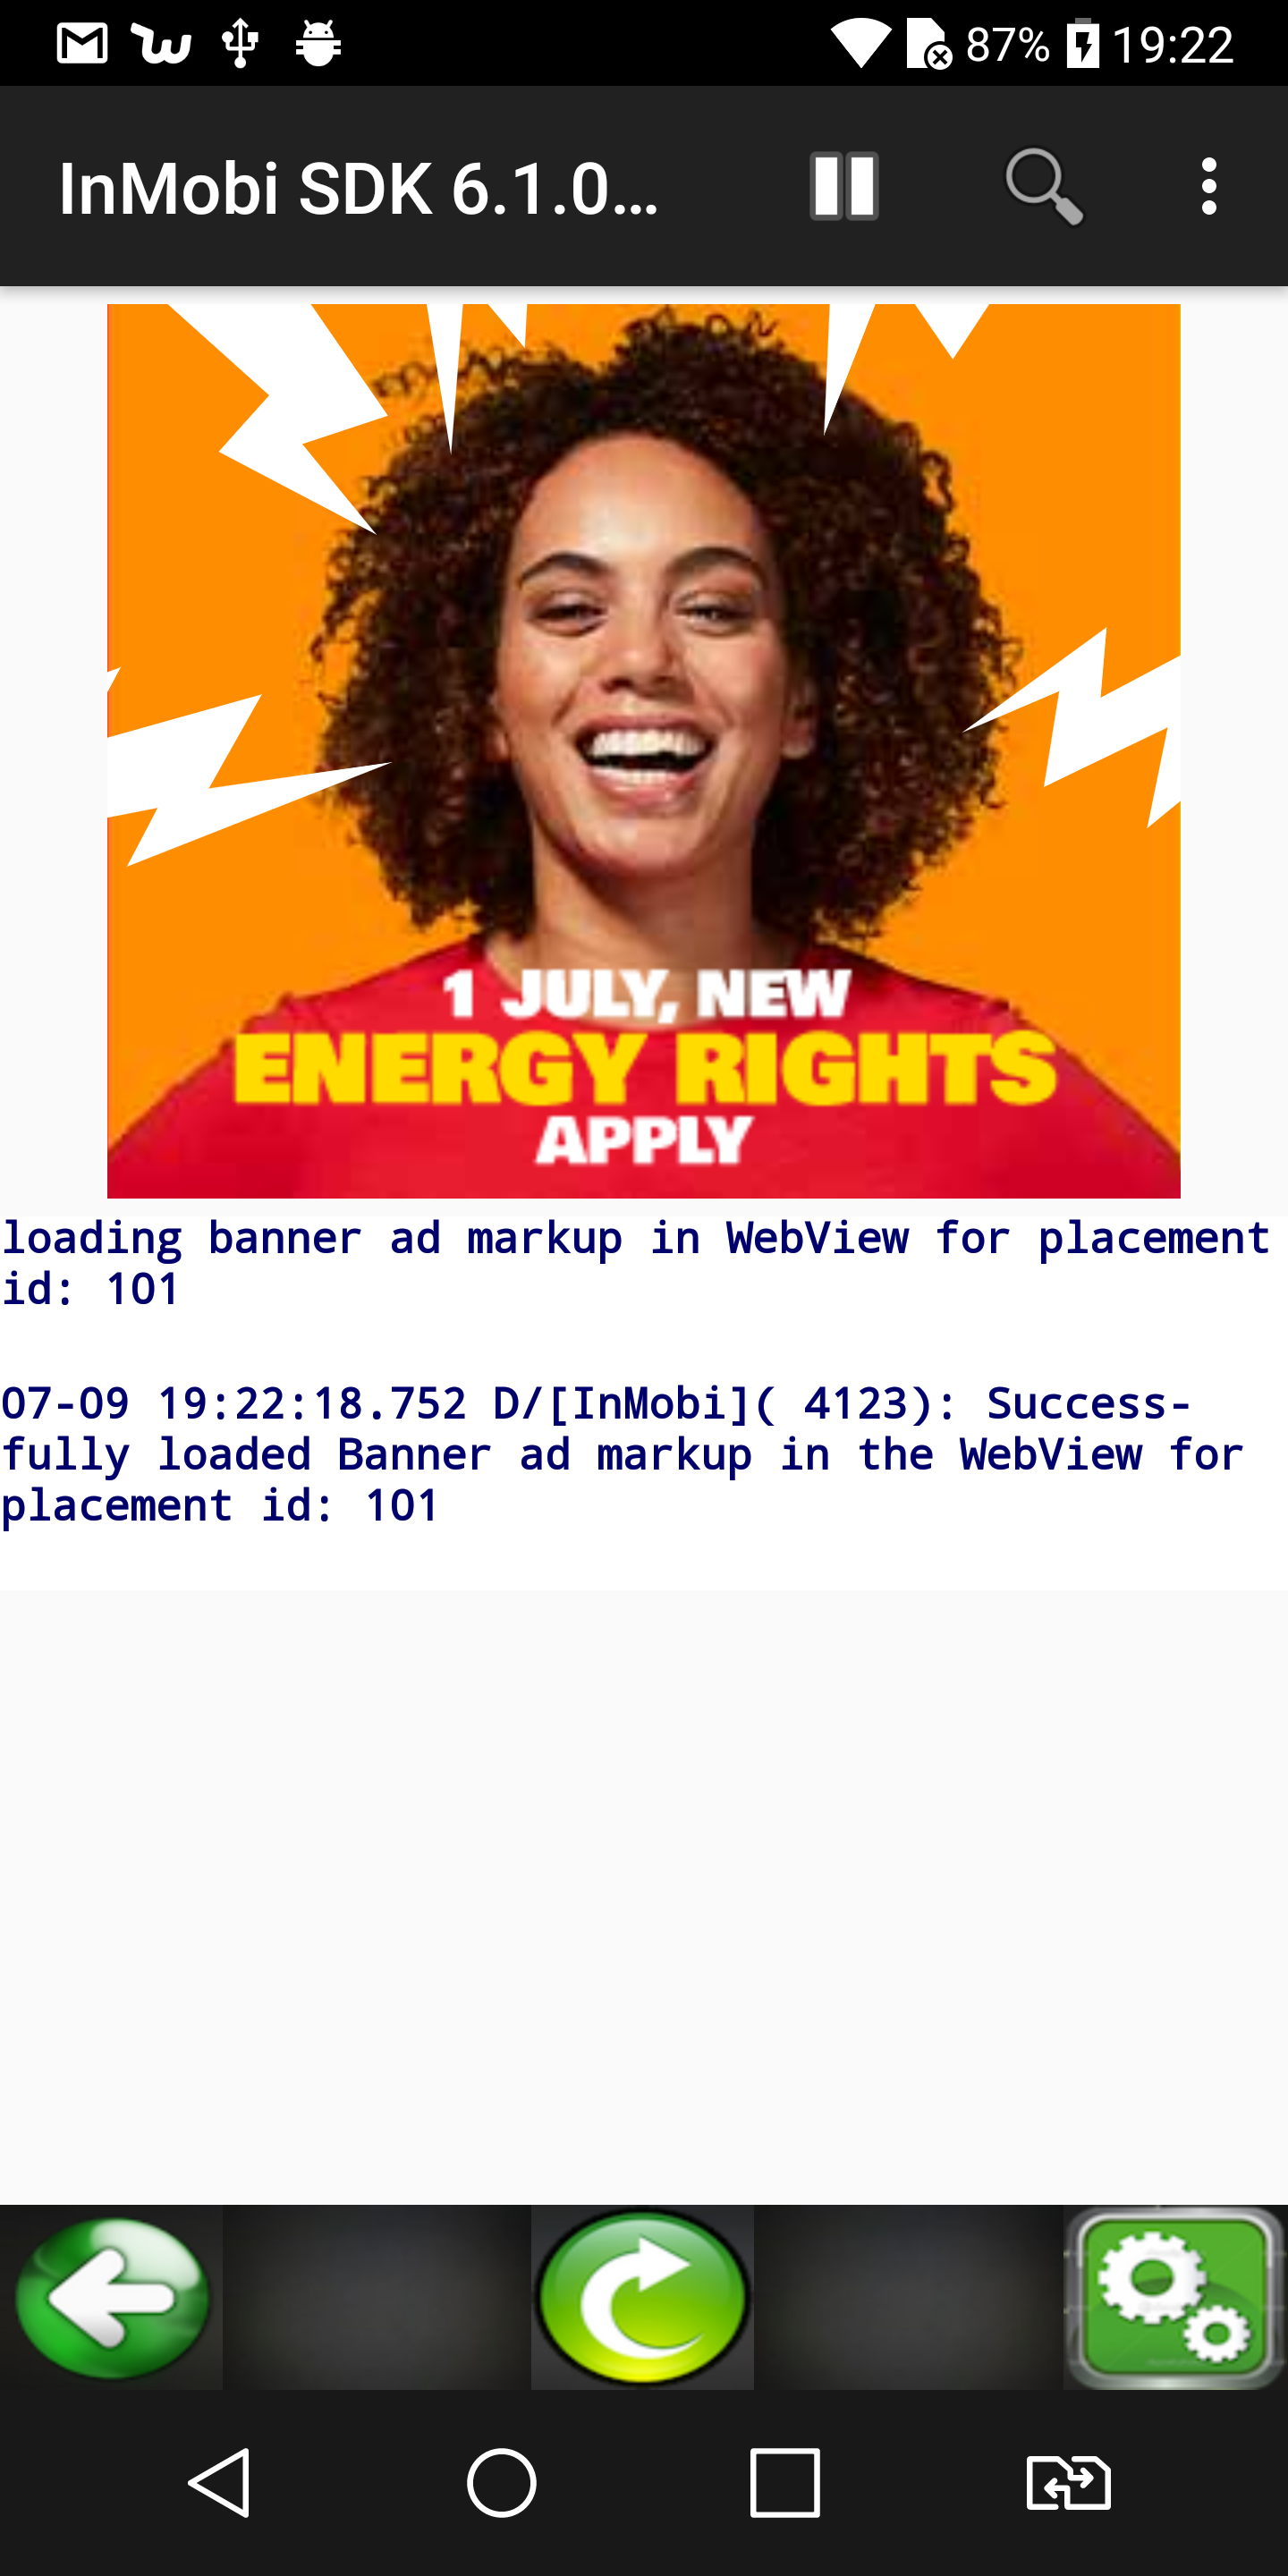 87% 19:22
InMobi SDK 6.1.0...
1 JULY, NEW
ENERGY RIGHTS
APPLY
loading banner ad markup in WebView for placement
id: 101
07-09 19:22:18.752 D/[InMobi]( 4123): Success-
fully loaded Banner ad markup in the WebView for
placement id: 101